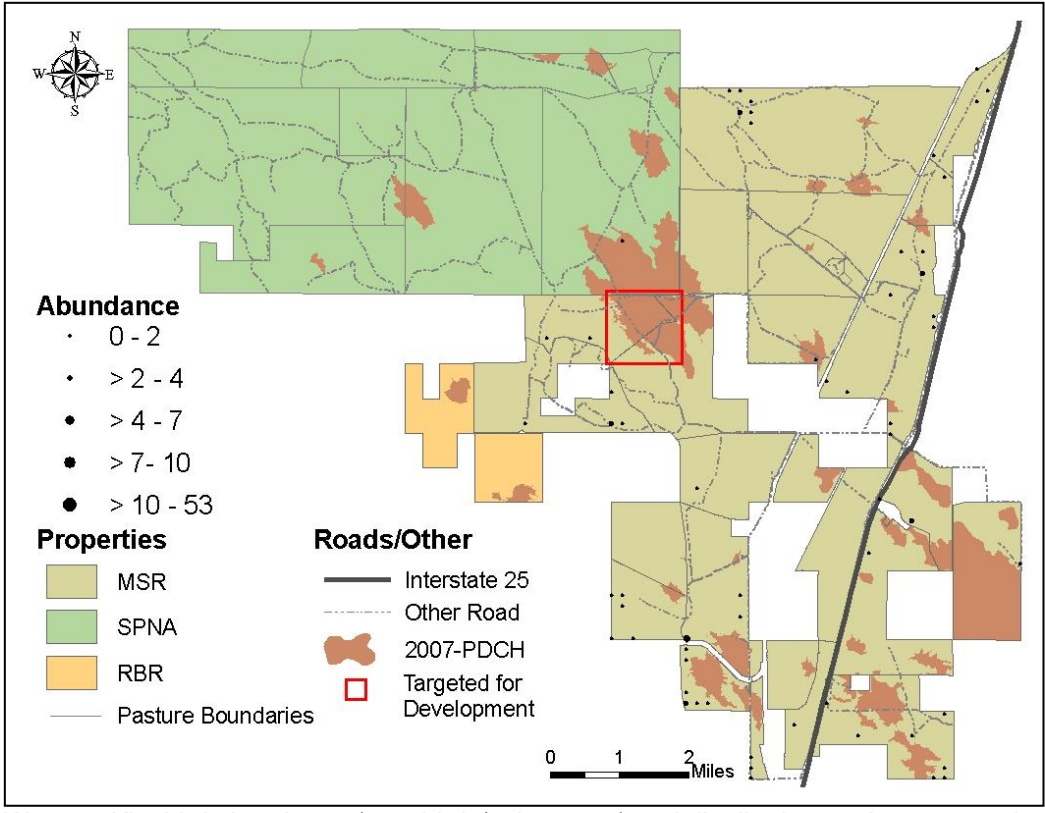 N
W E
S
Abundance
0 - 2
> 2 - 4
> 4 - 7
> 7- 10
> 10 - 53
Properties
MSR
SPNA
RBR
Pasture Boundaries
Roads/Other
Interstate 25
Other Road
2007-PDCH
Targeted for
Development
0 1 2
Miles